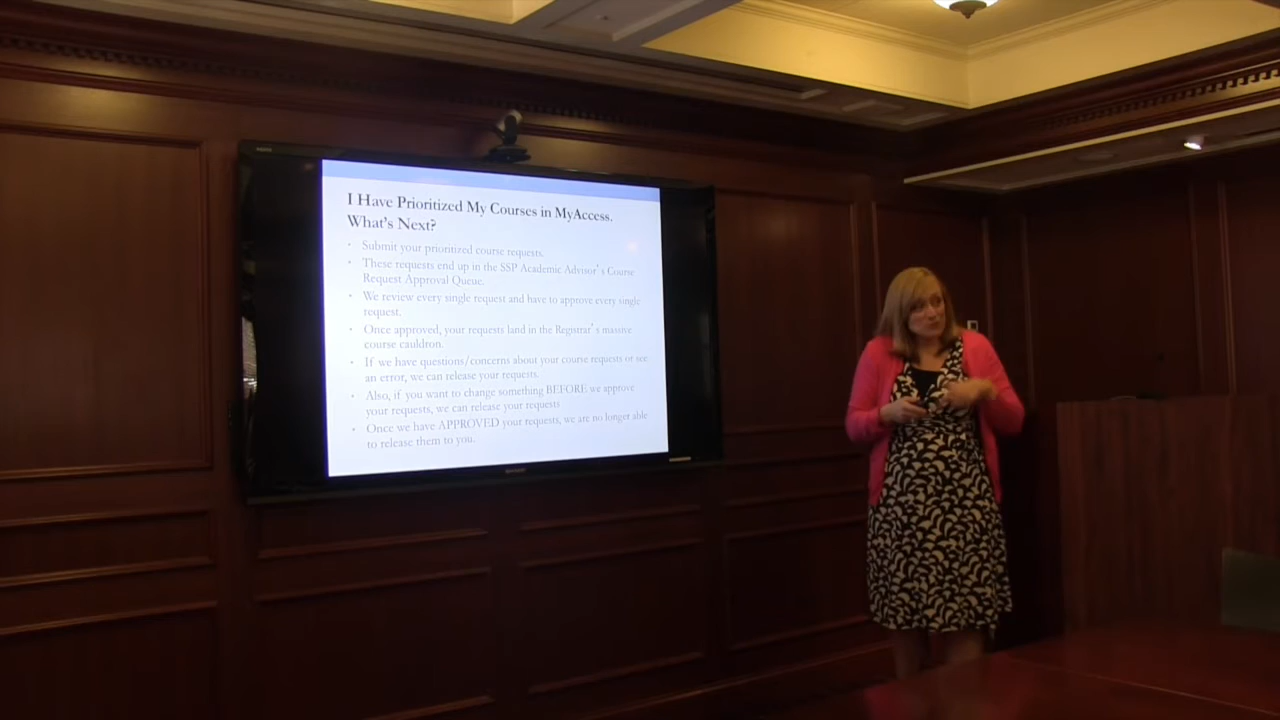 I Have Prioritized My Courses in MyAccess.
What's Next?
• Submit your prioritized course requests.
• These requests end up in the SSP Academic Advisor's Course
Request Approval Queue.
• We review every single request and have to approve every single
request.
• Once approved, your requests land in the Registrar's massive
course cauldron.
• If we have questions/concerns about your course requests or see
an error, we can release your requests.
• Also, if you want to change something BEFORE we approve
your requests, we can release your requests
• Once we have APPROVED your requests, we are no longer able
to release them to you.